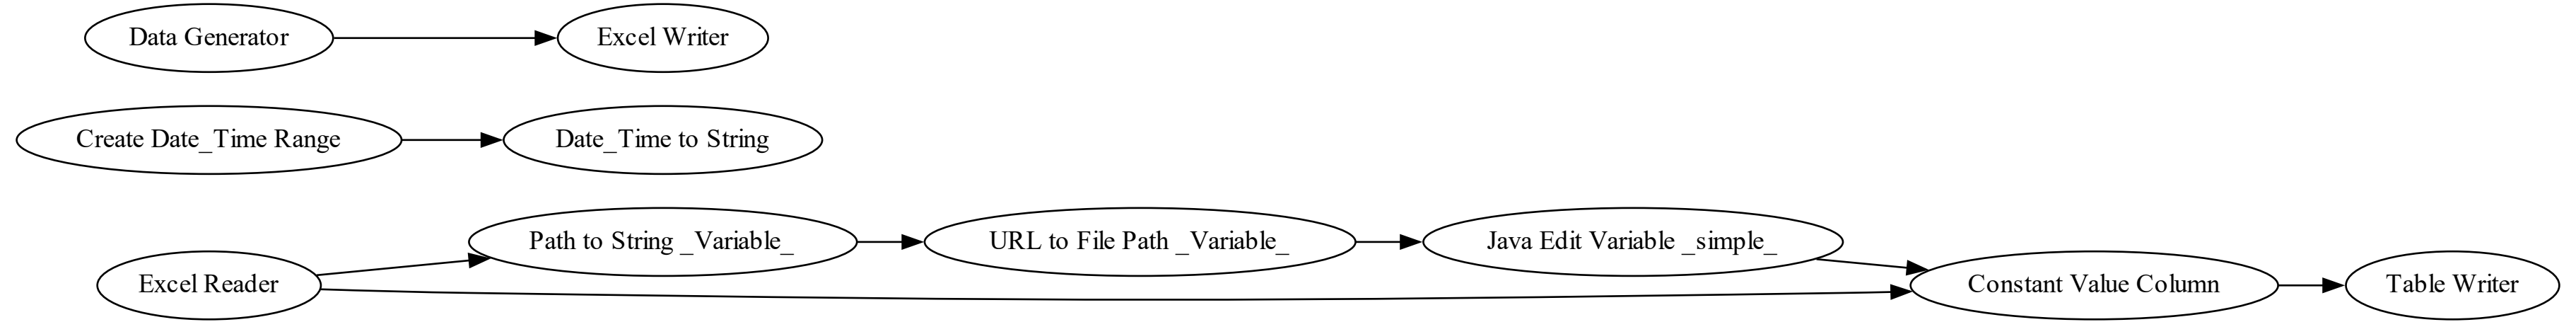 Data Generator
Excel Writer
Create Date_Time Range
Date_Time to String
Path to String _Variable_
URL to File Path _Variable_
Java Edit Variable _simple_
Excel Reader
Constant Value Column
Table Writer